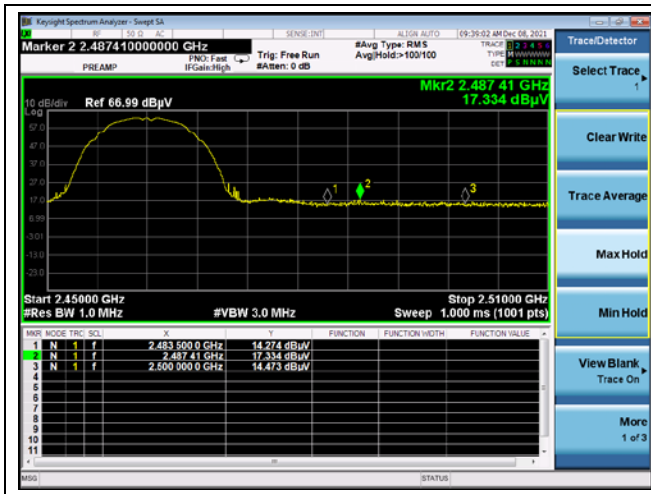 Keysight Spectrum Analyzer - Swept SA
RF 50 Ω AC SENSE:INT ALIGN AUTO 09:39:02 AM Dec 08, 2021
Marker 2 2.487410000000 GHz
PREAMP
PNO: Fast
IFGain:High
Trig: Free Run
#Atten: 0 dB
#Avg Type: RMS
Avg|Hold:>100/100
TRACE 1 2 3 4 5 6
TYPE M W W W W W
DET P S N N N N
Trace/Detector
Select Trace
1
Clear Write
Trace Average
Max Hold
Min Hold
View Blank
Trace On
More
1 of 3
Mkr2 2.487 41 GHz
17.334 dBµV
10 dB/div Ref 66.99 dBµV
Log
57.0
47.0
37.0
27.0
17.0
6.99
-3.01
-13.0
-23.0
1
2
3
Start 2.45000 GHz Stop 2.51000 GHz
#Res BW 1.0 MHz #VBW 3.0 MHz Sweep 1.000 ms (1001 pts)
MKR MODE TRC SCL X Y FUNCTION FUNCTION WIDTH FUNCTION VALUE
1 N 1 f 2.483 500 0 GHz 14.274 dBµV
2 N 1 f 2.487 41 GHz 17.334 dBµV
3 N 1 f 2.500 000 0 GHz 14.473 dBµV
4
5
6
7
8
9
10
11
MSG STATUS